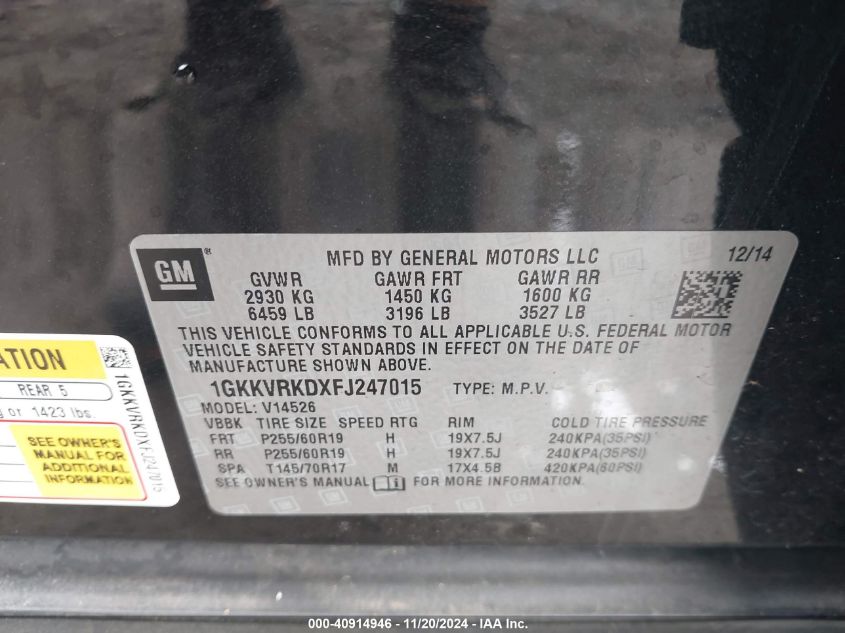 GM ®
MFD BY GENERAL MOTORS LLC 12/14
GVWR GAWR FRT GAWR RR
2930 KG 1450 KG 1600 KG
6459 LB 3196 LB 3527 LB
THIS VEHICLE CONFORMS TO ALL APPLICABLE U.S. FEDERAL MOTOR
VEHICLE SAFETY STANDARDS IN EFFECT ON THE DATE OF
MANUFACTURE SHOWN ABOVE.
1GKKVRKDXFJ247015 TYPE: M.P.V.
MODEL: V14526
VBBK TIRE SIZE SPEED RTG RIM COLD TIRE PRESSURE
FRT P255/60R19 H 19X7.5J 240KPA(35PSI)
RR P255/60R19 H 19X7.5J 240KPA(35PSI)
SPA T145/70R17 M 17X4.5B 420KPA(60PSI)
SEE OWNER'S MANUAL FOR MORE INFORMATION.
ATION
REAR 5
g or 1423 lbs.
SEE OWNER'S
MANUAL FOR
ADDITIONAL
INFORMATION
1GKKVRKDXFJ247015
000-40914946 - 11/20/2024 - IAA Inc.